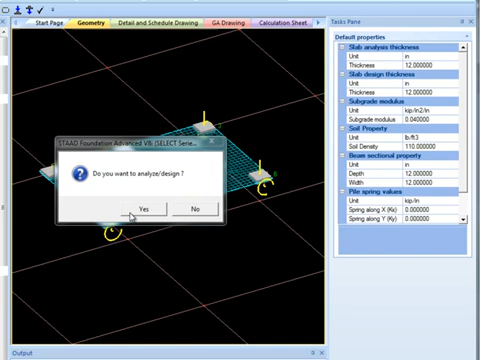 Start Page
Geometry
Detail and Schedule Drawing
GA Drawing
Calculation Sheet
Tasks Pane
Default properties
Slab analysis thickness
Unit in
Thickness 12.000000
Slab design thickness
Unit in
Thickness 12.000000
Subgrade modulus
Unit kip/in2/in
Subgrade modulus 0.040000
Soil Property
Unit lb/ft3
Soil Density 110.000000
Beam sectional property
Unit in
Depth 12.000000
Width 12.000000
Pile spring values
Unit kip/in
Spring along X (Kx) 0.000000
Spring along Y (Ky) 0.000000
STAAD Foundation Advanced V8i (SELECT Serie...
Do you want to analyze/design ?
Yes
No
Output